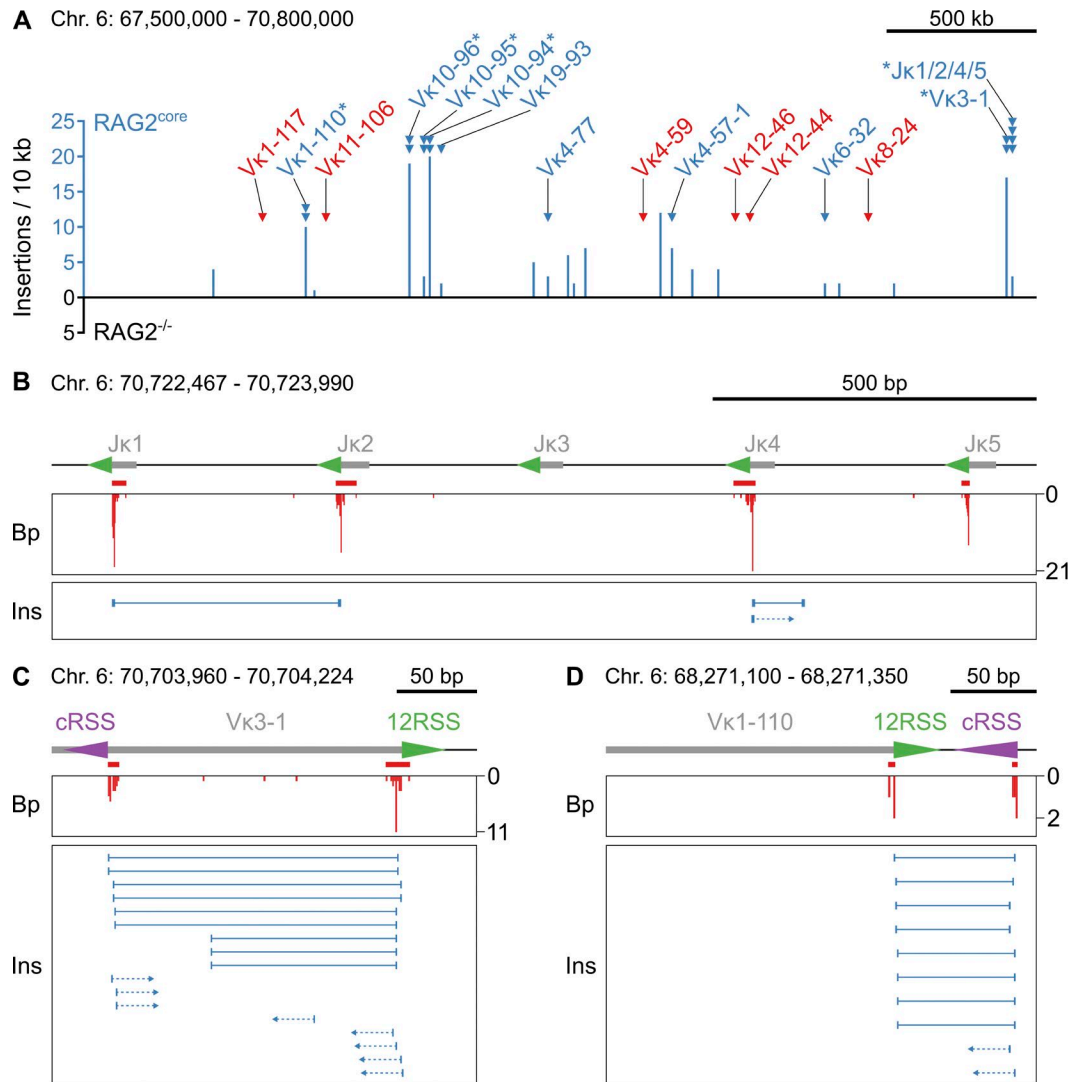 A Chr. 6: 67,500,000 - 70,800,000
500 kb
RAG2core
Insertions / 10 kb
25
20
15
10
5
0
5
RAG2-/-
Vκ1-117
Vκ1-110*
Vκ11-106
Vκ10-96*
Vκ10-95*
Vκ10-94*
Vκ19-93
Vκ4-77
Vκ4-59
Vκ4-57-1
Vκ12-46
Vκ12-44
Vκ6-32
Vκ8-24
*Jκ1/2/4/5
*Vκ3-1
B Chr. 6: 70,722,467 - 70,723,990
500 bp
Jκ1 Jκ2 Jκ3 Jκ4 Jκ5
Bp
0
21
Ins
C Chr. 6: 70,703,960 - 70,704,224
50 bp
cRSS Vκ3-1 12RSS
Bp
0
11
Ins
D Chr. 6: 68,271,100 - 68,271,350
50 bp
Vκ1-110 12RSS cRSS
Bp
0
2
Ins